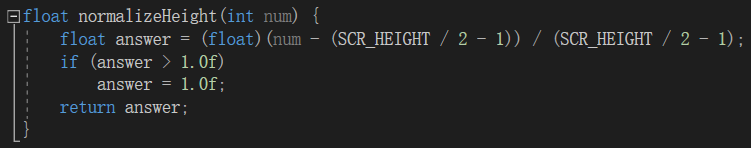 float normalizeHeight(int num) {
    float answer = (float)(num - (SCR_HEIGHT / 2 - 1)) / (SCR_HEIGHT / 2 - 1);
    if (answer > 1.0f)
        answer = 1.0f;
    return answer;
}